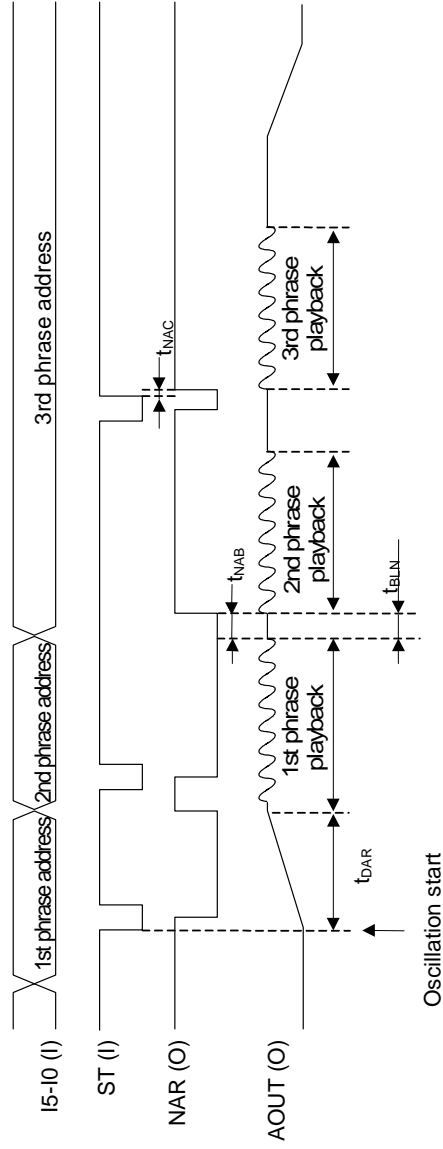 I5-I0 (I)
1st phrase address
2nd phrase address
3rd phrase address
ST (I)
tNAC
NAR (O)
tNAB
AOUT (O)
1st phrase
playback
2nd phrase
playback
3rd phrase
playback
tDAR
tBLN
Oscillation start